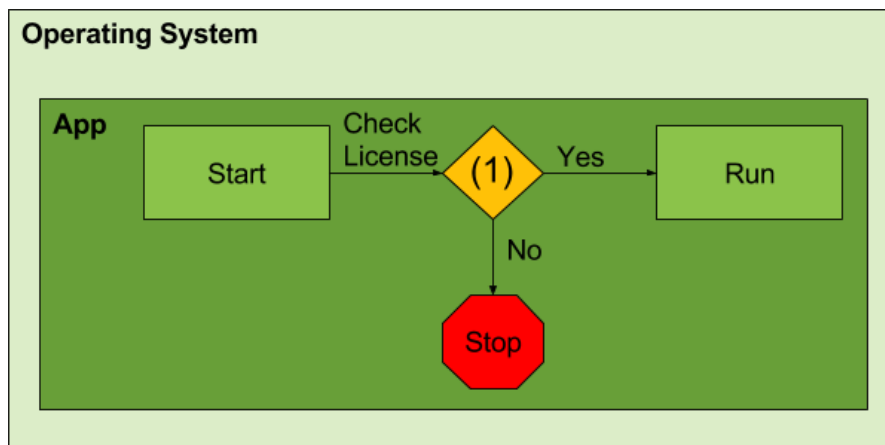 Operating System
App
Start
Check
License
(1)
Yes
Run
No
Stop